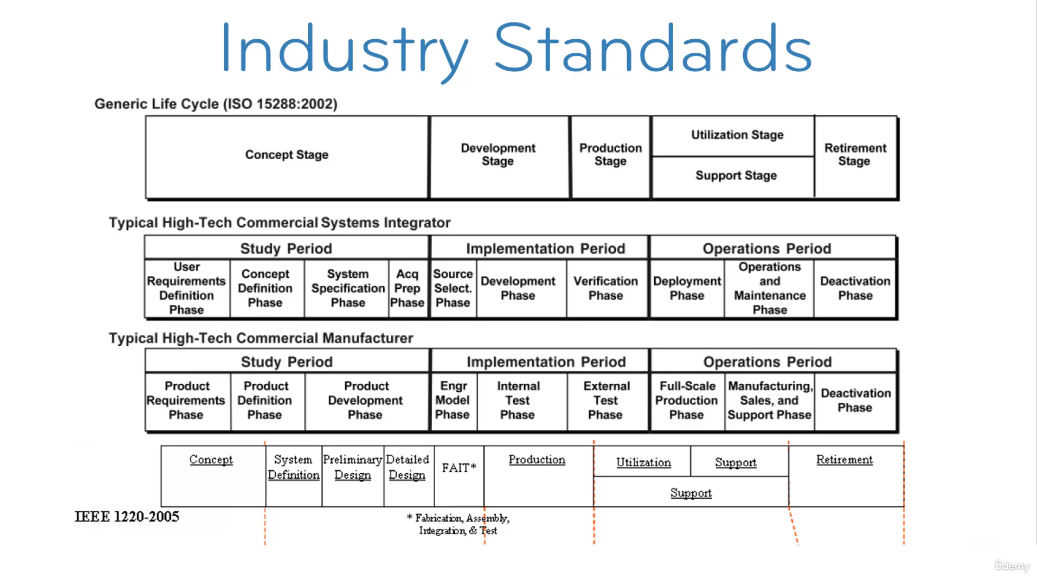 Industry Standards
Generic Life Cycle (ISO 15288:2002)
Concept Stage
Development
Stage
Production
Stage
Utilization Stage
Support Stage
Retirement
Stage
Typical High-Tech Commercial Systems Integrator
Study Period
Implementation Period
Operations Period
User
Requirements
Definition
Phase
Concept
Definition
Phase
System
Specification
Phase
Acq
Prep
Phase
Source
Select.
Phase
Development
Phase
Verification
Phase
Deployment
Phase
Operations
and
Maintenance
Phase
Deactivation
Phase
Typical High-Tech Commercial Manufacturer
Study Period
Implementation Period
Operations Period
Product
Requirements
Phase
Product
Definition
Phase
Product
Development
Phase
Engr
Model
Phase
Internal
Test
Phase
External
Test
Phase
Full-Scale
Production
Phase
Manufacturing,
Sales, and
Support Phase
Deactivation
Phase
Concept
System
Definition
Preliminary
Design
Detailed
Design
FAIT*
Production
Utilization
Support
Support
Retirement
IEEE 1220-2005
* Fabrication, Assembly,
Integration, & Test
ûdemy